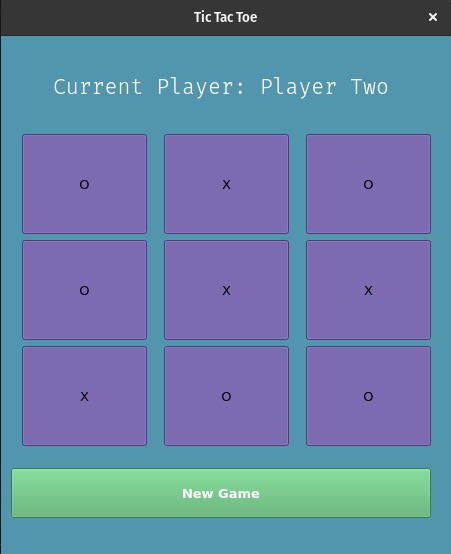 Tic Tac Toe ×
Current Player: Player Two
O X O
O X X
X O O
New Game